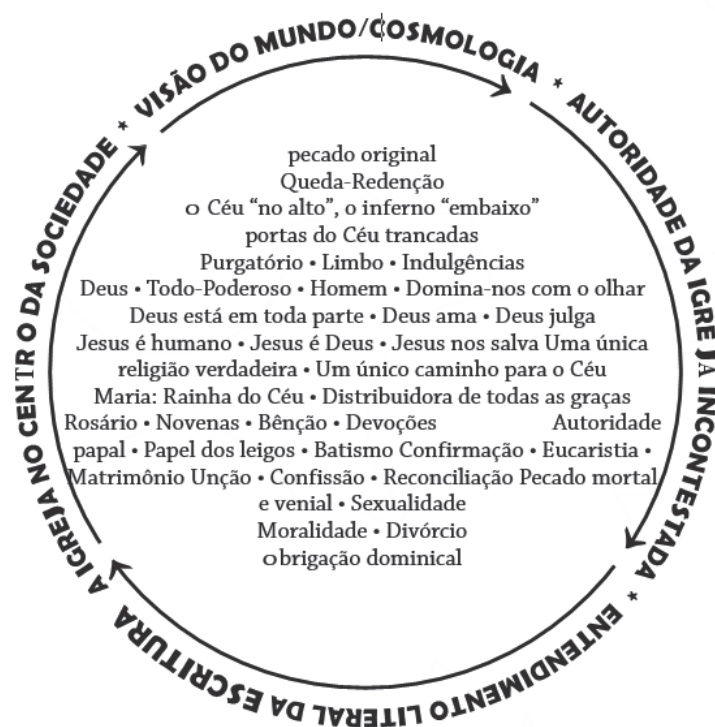 VISÃO DO MUNDO/COSMOLOGIA *
AUTORIDADE DA IGREJA INCONTESTADA *
ENTENDIMENTO LITERAL DA ESCRITURA
A IGREJA NO CENTRO DA SOCIEDADE *
pecado original
Queda-Redenção
o Céu “no alto”, o inferno “embaixo”
portas do Céu trancadas
Purgatório • Limbo • Indulgências
Deus • Todo-Poderoso • Homem • Domina-nos com o olhar
Deus está em toda parte • Deus ama • Deus julga
Jesus é humano • Jesus é Deus • Jesus nos salva Uma única
religião verdadeira • Um único caminho para o Céu
Maria: Rainha do Céu • Distribuidora de todas as graças
Rosário • Novenas • Bênção • Devoções Autoridade
papal • Papel dos leigos • Batismo Confirmação • Eucaristia •
Matrimônio Unção • Confissão • Reconciliação Pecado mortal
e venial • Sexualidade
Moralidade • Divórcio
obrigação dominical